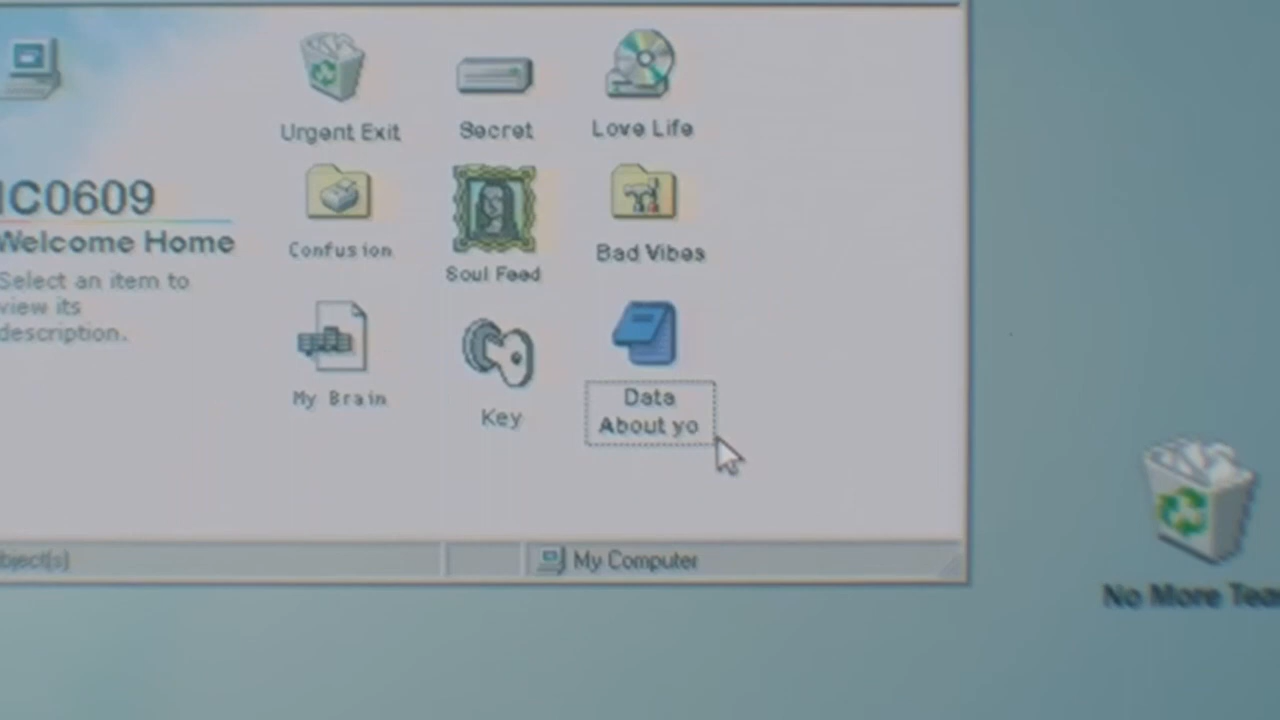 Urgent Exit
Secret
Love Life
IC0609
Welcome Home
Select an item to
view its
description.
Confusion
Soul Feed
Bad Vibes
My Brain
Key
Data
About yo
bject(s)
My Computer
No More Tea